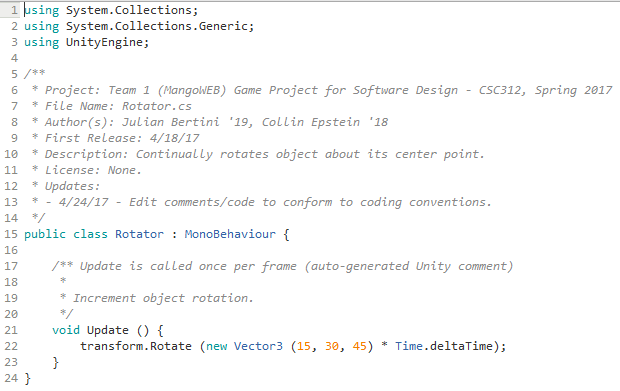 1 using System.Collections;
2 using System.Collections.Generic;
3 using UnityEngine;
4
5 /**
6  * Project: Team 1 (MangoWEB) Game Project for Software Design - CSC312, Spring 2017
7  * File Name: Rotator.cs
8  * Author(s): Julian Bertini '19, Collin Epstein '18
9  * First Release: 4/18/17
10  * Description: Continually rotates object about its center point.
11  * License: None.
12  * Updates:
13  * - 4/24/17 - Edit comments/code to conform to coding conventions.
14  */
15 public class Rotator : MonoBehaviour {
16
17     /** Update is called once per frame (auto-generated Unity comment)
18      *
19      * Increment object rotation.
20      */
21     void Update () {
22         transform.Rotate (new Vector3 (15, 30, 45) * Time.deltaTime);
23     }
24 }